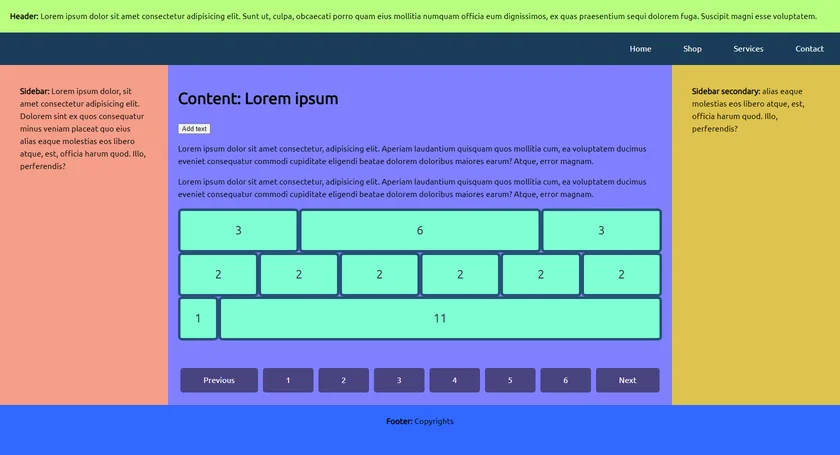 Header: Lorem ipsum dolor sit amet consectetur adipisicing elit. Sunt ut, culpa, obcaecati porro quam eius mollitia numquam officia eum dignissimos, ex quas praesentium sequi dolorem fuga. Suscipit magni esse voluptatem.
Home Shop Services Contact
Sidebar: Lorem ipsum dolor, sit
amet consectetur adipisicing elit.
Dolorem sint ex quos consequatur
minus veniam placeat quo eius
alias eaque molestias eos libero
atque, est, officia harum quod. Illo,
perferendis?
Content: Lorem ipsum
Add text
Lorem ipsum dolor sit amet consectetur, adipisicing elit. Aperiam laudantium quisquam quos mollitia cum, ea voluptatem ducimus
eveniet consequatur commodi cupiditate eligendi beatae dolorem doloribus maiores earum? Atque, error magnam.
Lorem ipsum dolor sit amet consectetur, adipisicing elit. Aperiam laudantium quisquam quos mollitia cum, ea voluptatem ducimus
eveniet consequatur commodi cupiditate eligendi beatae dolorem doloribus maiores earum? Atque, error magnam.
3 6 3
2 2 2 2 2 2
1 11
Previous 1 2 3 4 5 6 Next
Sidebar secondary: alias eaque
molestias eos libero atque, est,
officia harum quod. Illo,
perferendis?
Footer: Copyrights